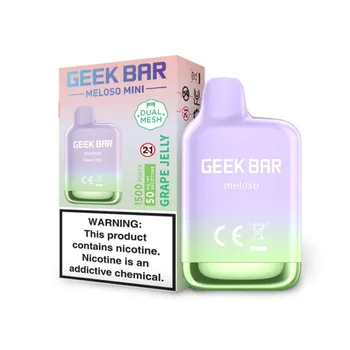 GEEK BAR
MELOSO MINI
DUAL
MESH
21
1500 PUFFS
50
GRAPE JELLY
WARNING:
This product
contains nicotine.
Nicotine is an
addictive chemical.
GEEK BAR
meloso
CE